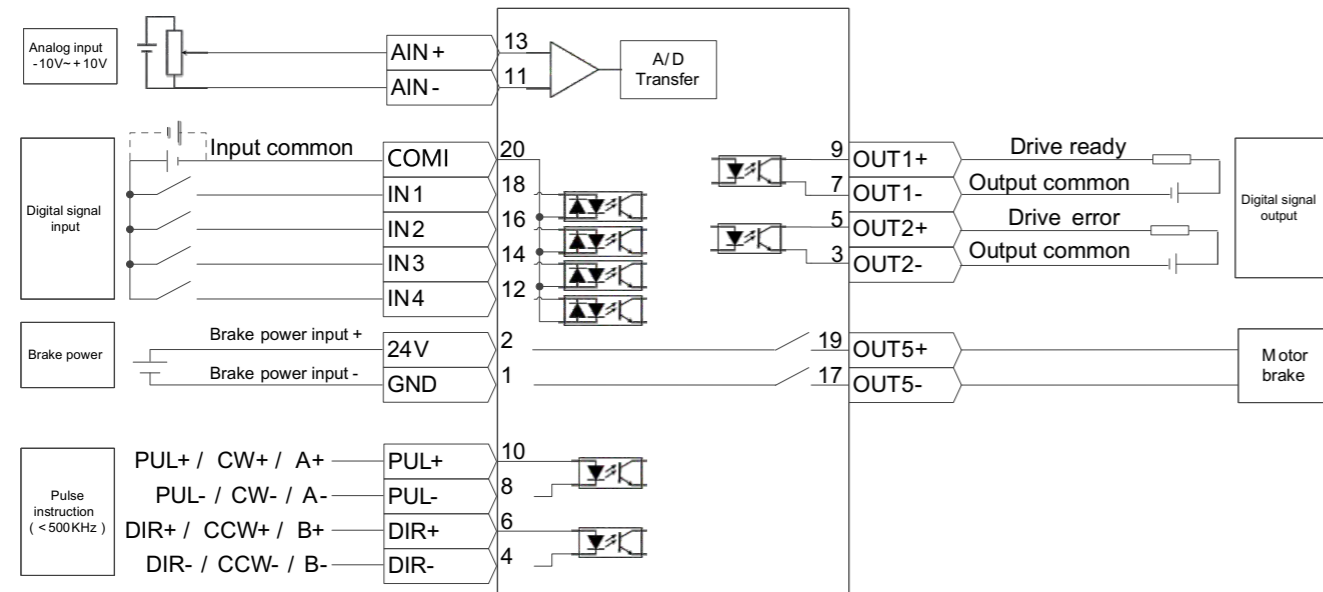 Analog input
-10V~+10V
AIN+
13
AIN-
11
A/D
Transfer
Digital signal
input
Input common
COMI
20
IN1
18
IN2
16
IN3
14
IN4
12
9
OUT1+
Drive ready
7
OUT1-
Output common
5
OUT2+
Drive error
3
OUT2-
Output common
Digital signal
output
Brake power
Brake power input +
24V
2
Brake power input -
GND
1
19
OUT5+
17
OUT5-
Motor
brake
Pulse
instruction
( <500KHz )
PUL+ / CW+ / A+
PUL+
10
PUL- / CW- / A-
PUL-
8
DIR+ / CCW+ / B+
DIR+
6
DIR- / CCW- / B-
DIR-
4